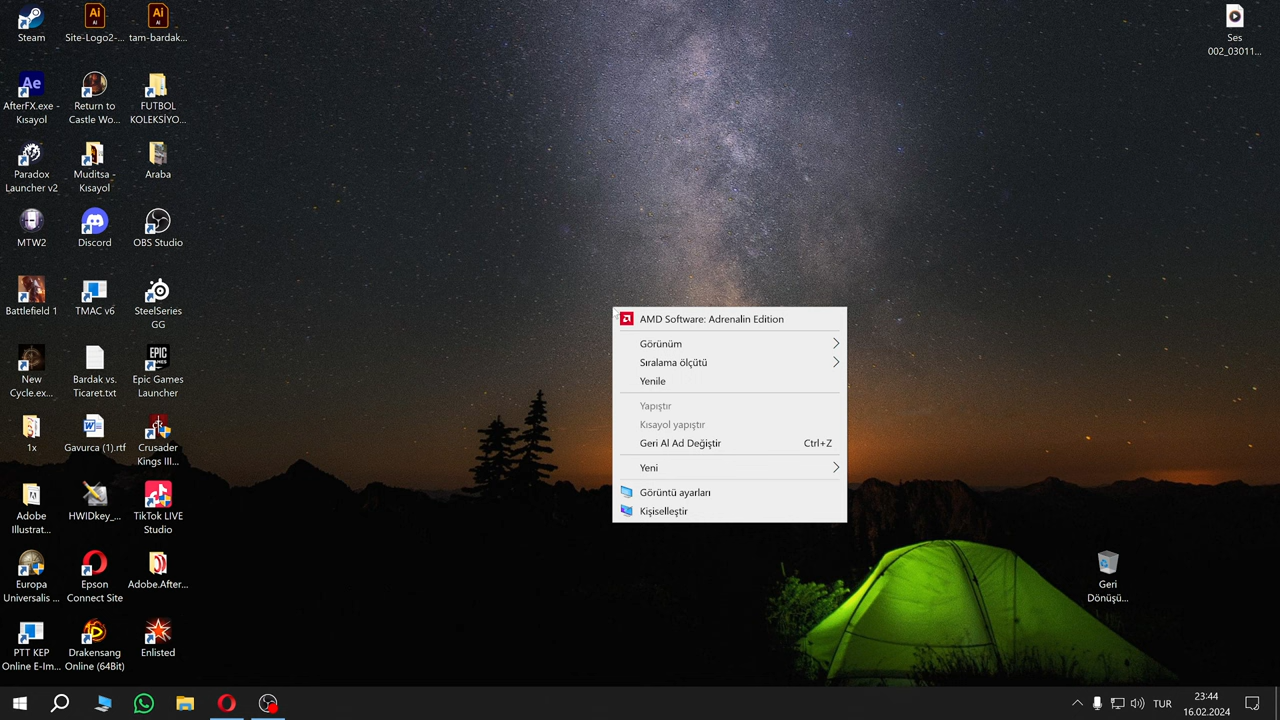 Steam
Site-Logo2-...
tam-bardak...
Ses
002_03011...
Ae
AfterFX.exe -
Kısayol
Return to
Castle Wo...
FUTBOL
KOLEKSİYO...
Paradox
Launcher v2
Muditsa -
Kısayol
Araba
MTW2
Discord
OBS Studio
Battlefield 1
TMAC v6
SteelSeries
GG
New
Cycle.ex...
Bardak vs.
Ticaret.txt
EPIC
GAMES
Epic Games
Launcher
1x
Gavurca (1).rtf
Crusader
Kings III...
Adobe
Illustrat...
HWIDkey_...
TikTok LIVE
Studio
Europa
Universalis ...
Epson
Connect Site
Adobe.After...
PTT KEP
Online E-Im...
Drakensang
Online (64Bit)
Enlisted
AMD Software: Adrenalin Edition
Görünüm
Sıralama ölçütü
Yenile
Yapıştır
Kısayol yapıştır
Geri Al Ad Değiştir Ctrl+Z
Yeni
Görüntü ayarları
Kişiselleştir
Geri
Dönüşü...
TUR
23:44
16.02.2024